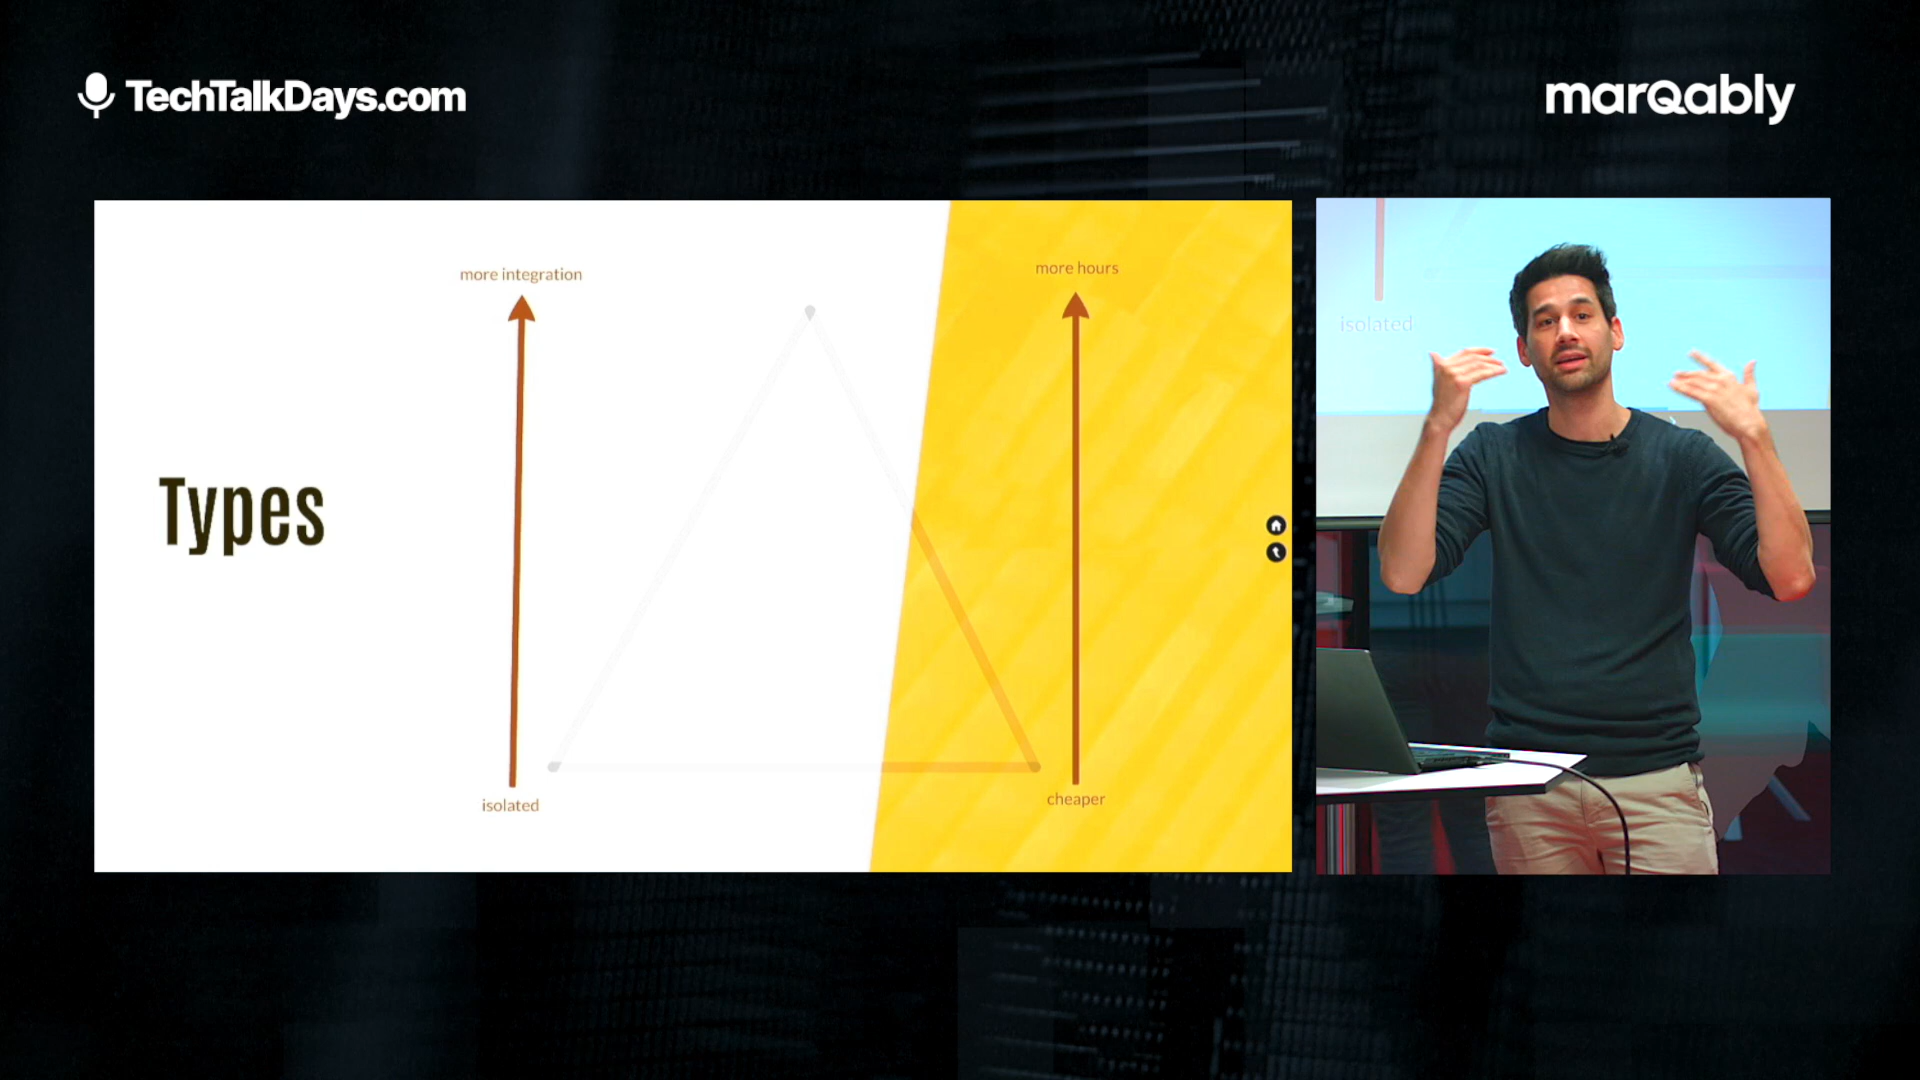 TechTalkDays.com
marQably
more integration
more hours
Types
isolated
cheaper
isolated